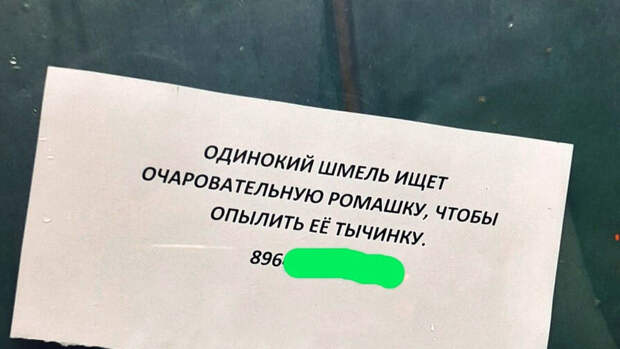 ОДИНОКИЙ ШМЕЛЬ ИЩЕТ
ОЧАРОВАТЕЛЬНУЮ РОМАШКУ, ЧТОБЫ
ОПЫЛИТЬ ЕЁ ТЫЧИНКУ.
896